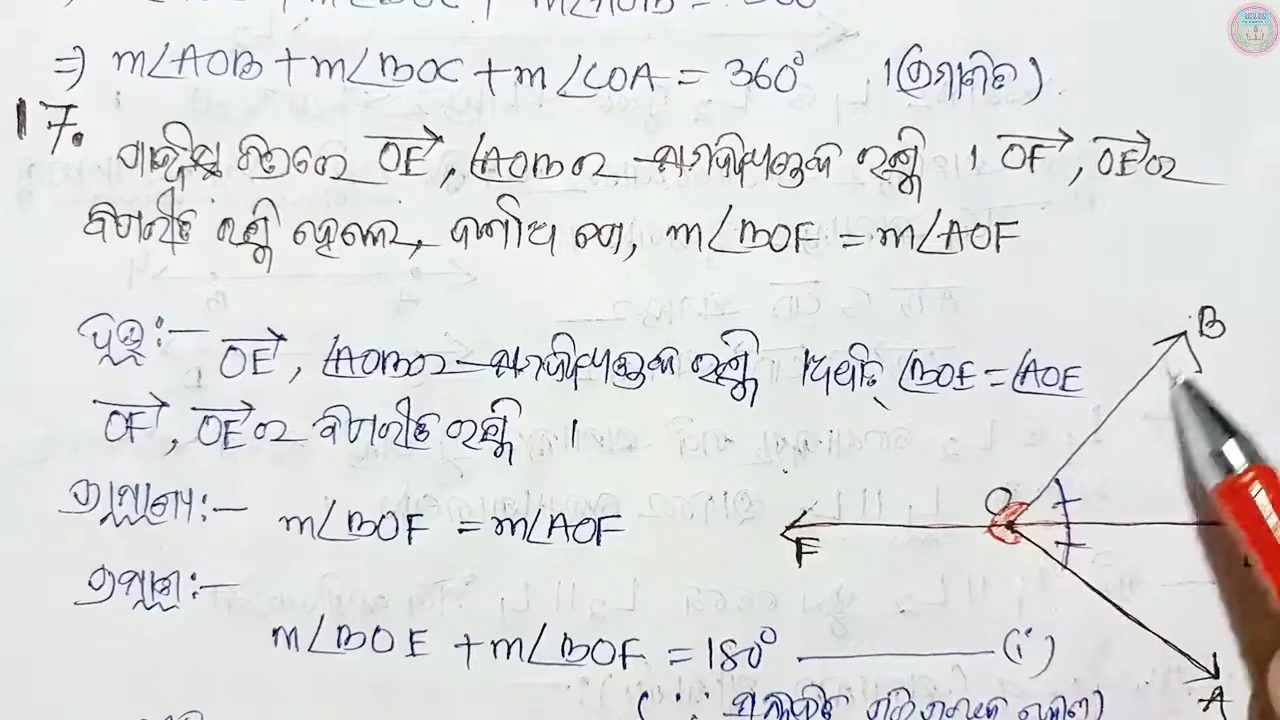 ⇒ m∠AOB + m∠BOC + m∠COA = 360° ।(ପ୍ରମାଣିତ)
17. ପାର୍ଶ୍ୱସ୍ଥ ଚିତ୍ରରେ OE→, ∠AOBର ସମଦ୍ୱିଖଣ୍ଡକ ରଶ୍ମି । OF→, OE→ର
ବିପରୀତ ରଶ୍ମି ହେଲେ, ଦର୍ଶାଅ ଯେ, m∠BOF = m∠AOF
B
ଦତ୍ତ:- OE→, ∠AOBର ସମଦ୍ୱିଖଣ୍ଡକ ରଶ୍ମି ।ଅର୍ଥାତ୍ ∠BOE = ∠AOE
OF→, OE→ର ବିପରୀତ ରଶ୍ମି ।
O
ପ୍ରାମାଣ୍ୟ:- m∠BOF = m∠AOF
F
ପ୍ରମାଣ:-
m∠BOE + m∠BOF = 180° ——— (i)
A